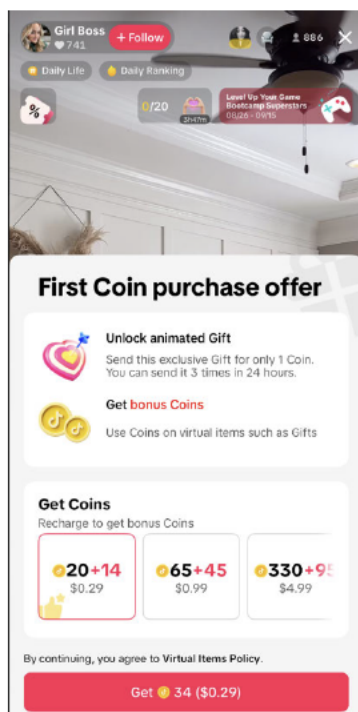 Girl Boss
741
+ Follow
886
Daily Life
Daily Ranking
%
0/20
3h47m
Level Up Your Game
Bootcamp Superstars
08/26 - 09/15
First Coin purchase offer
Unlock animated Gift
Send this exclusive Gift for only 1 Coin.
You can send it 3 times in 24 hours.
Get bonus Coins
Use Coins on virtual items such as Gifts
Get Coins
Recharge to get bonus Coins
20+14
$0.29
65+45
$0.99
330+95
$4.99
By continuing, you agree to Virtual Items Policy.
Get 34 ($0.29)